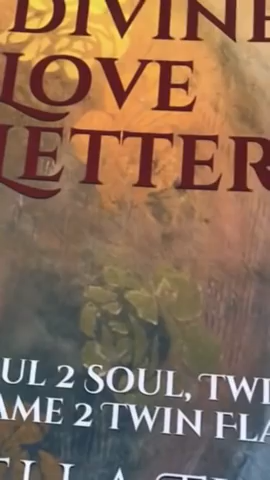 DIVINE
LOVE
LETTER
UL 2 SOUL, TWI
AME 2 TWIN FLA